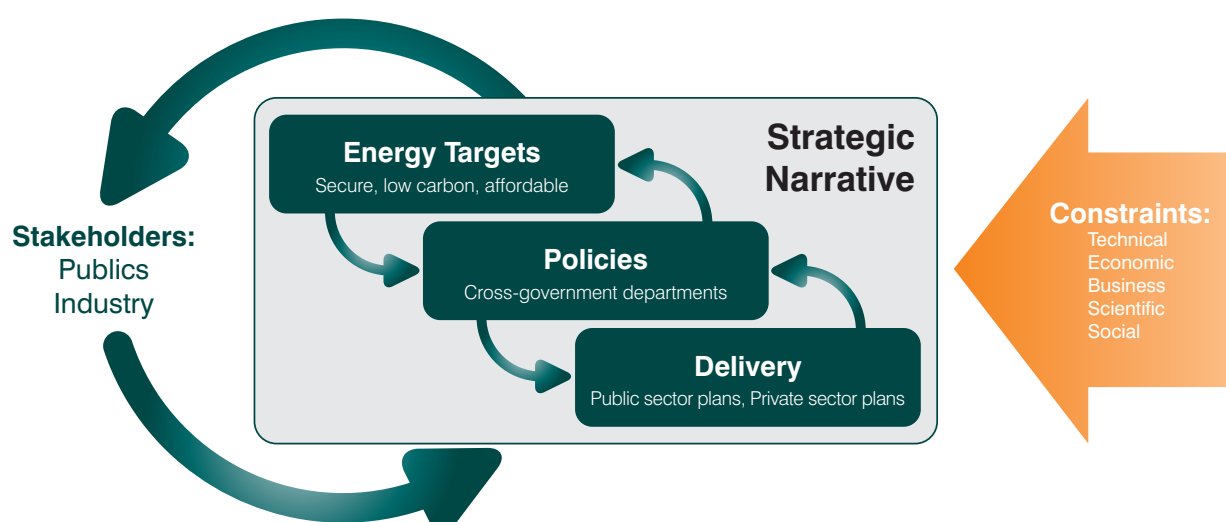 Strategic
Narrative
Energy Targets
Secure, low carbon, affordable
Policies
Cross-government departments
Delivery
Public sector plans, Private sector plans
Stakeholders:
Publics
Industry
Constraints:
Technical
Economic
Business
Scientific
Social